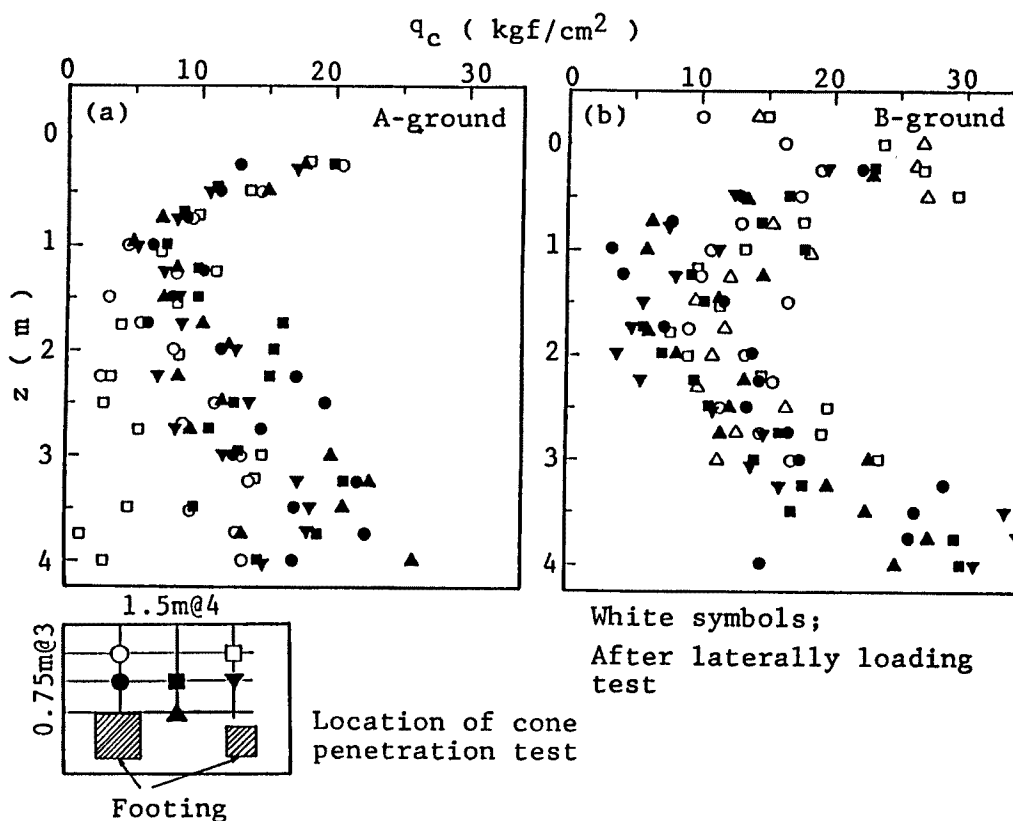 q_c ( kgf/cm² )
0 10 20 30
0 10 20 30
(a) A-ground
(b) B-ground
0
1
2
3
4
0
1
2
3
4
z ( m )
1.5m@4
0.75m@3
Footing
Location of cone
penetration test
White symbols;
After laterally loading
test